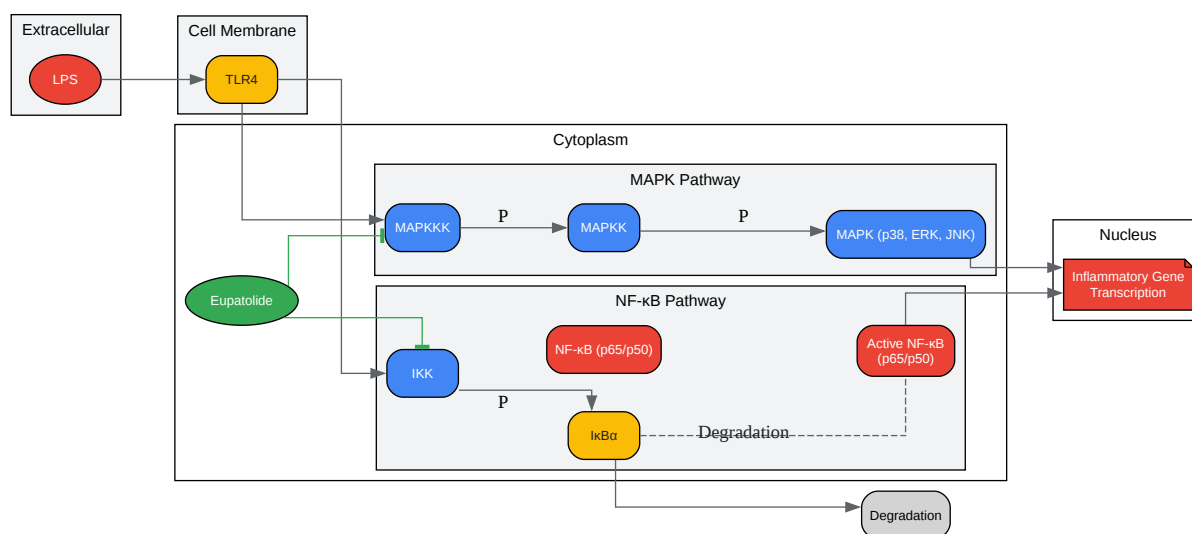 Extracellular
LPS
Cell Membrane
TLR4
Cytoplasm
MAPK Pathway
MAPKKK
P
MAPKK
P
MAPK (p38, ERK, JNK)
Nucleus
Inflammatory Gene
Transcription
Eupatolide
NF-κB Pathway
NF-κB (p65/p50)
Active NF-κB
(p65/p50)
IKK
P
IκBα
Degradation
Degradation